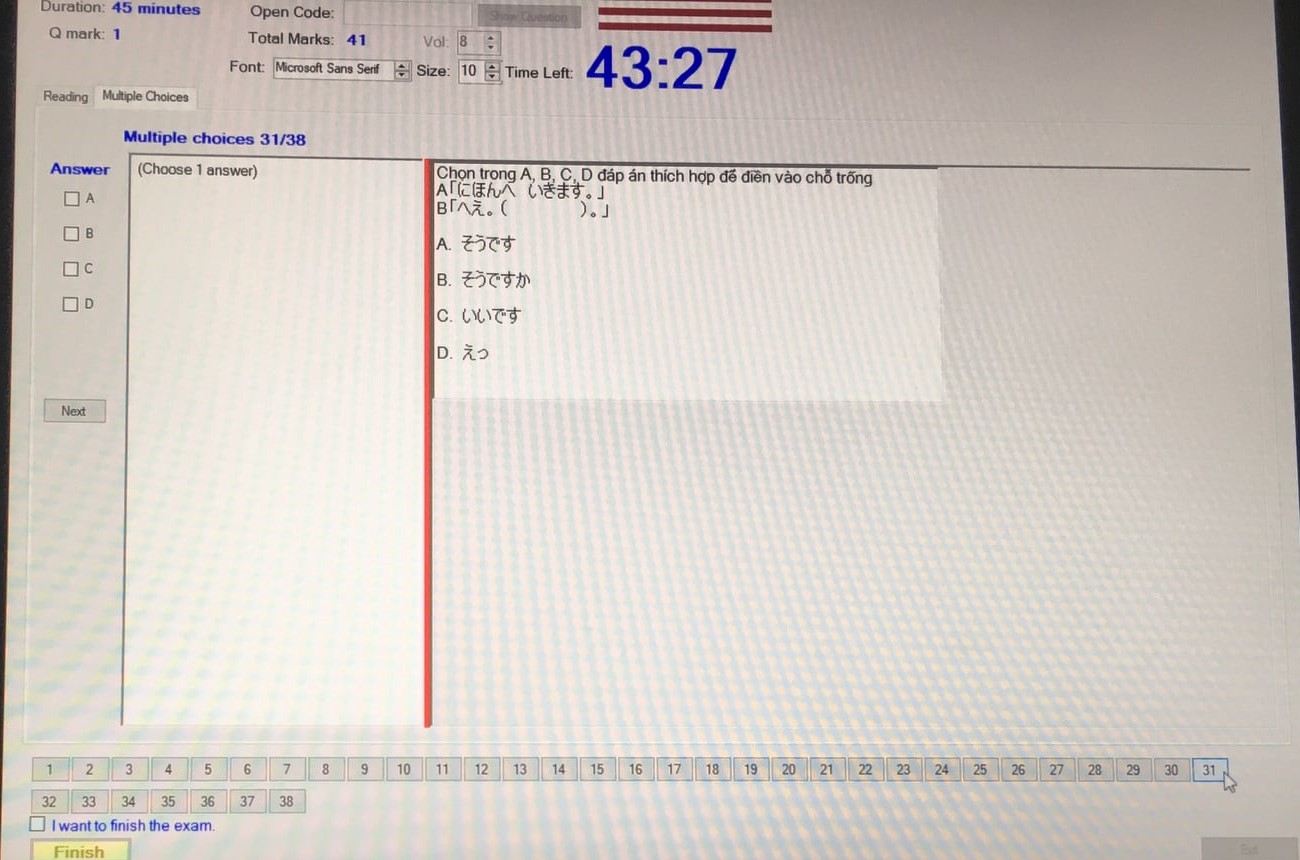 Duration: 45 minutes
Open Code:
Show Question
Q mark: 1
Total Marks: 41
Vol: 8
Font: Microsoft Sans Serif
Size: 10
Time Left: 43:27
Reading
Multiple Choices
Multiple choices 31/38
Answer
(Choose 1 answer)
A
B
C
D
Next
Chọn trong A, B, C, D đáp án thích hợp để điền vào chỗ trống
A「にほんへ いきます。」
B「へえ。( )。」
A. そうです
B. そうですか
C. いいです
D. えっ
1 2 3 4 5 6 7 8 9 10 11 12 13 14 15 16 17 18 19 20 21 22 23 24 25 26 27 28 29 30 31
32 33 34 35 36 37 38
I want to finish the exam.
Finish
Exit